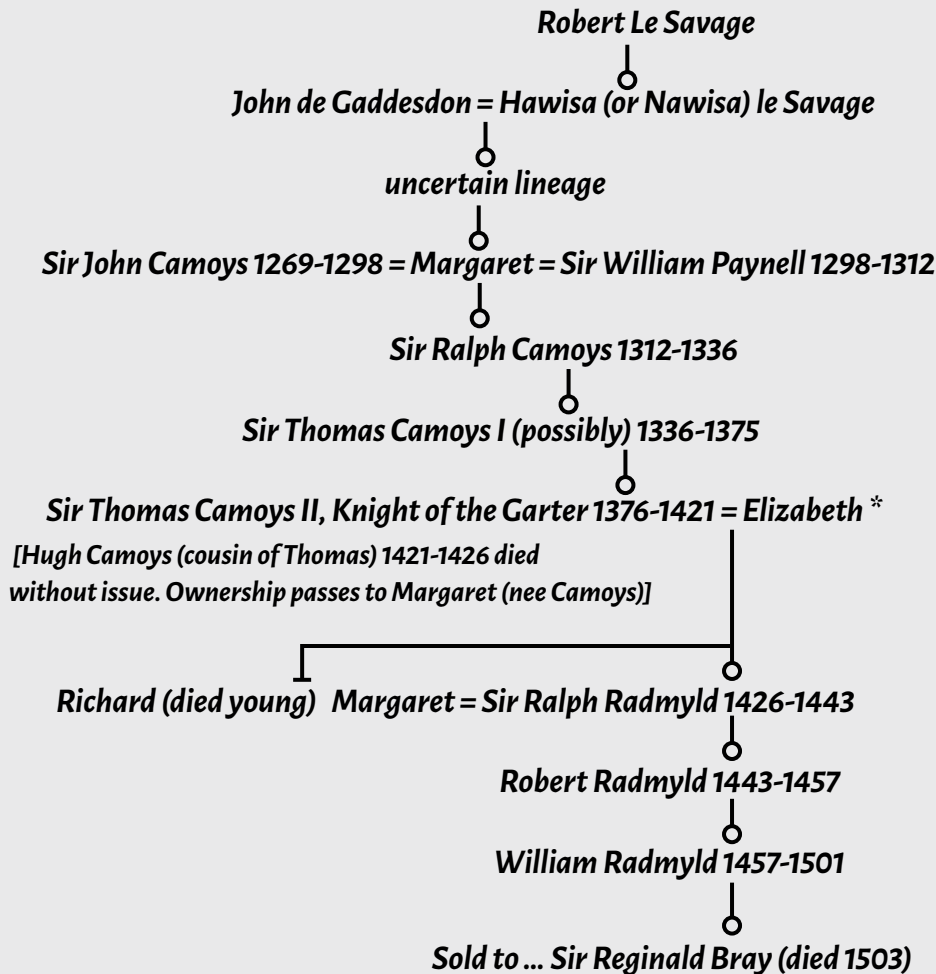 Robert Le Savage
John de Gaddesdon = Hawisa (or Nawisa) le Savage
uncertain lineage
Sir John Camoys 1269-1298 = Margaret = Sir William Paynell 1298-1312
Sir Ralph Camoys 1312-1336
Sir Thomas Camoys I (possibly) 1336-1375
Sir Thomas Camoys II, Knight of the Garter 1376-1421 = Elizabeth *
[Hugh Camoys (cousin of Thomas) 1421-1426 died
without issue. Ownership passes to Margaret (nee Camoys)]
Richard (died young) Margaret = Sir Ralph Radmyld 1426-1443
Robert Radmyld 1443-1457
William Radmyld 1457-1501
Sold to ... Sir Reginald Bray (died 1503)